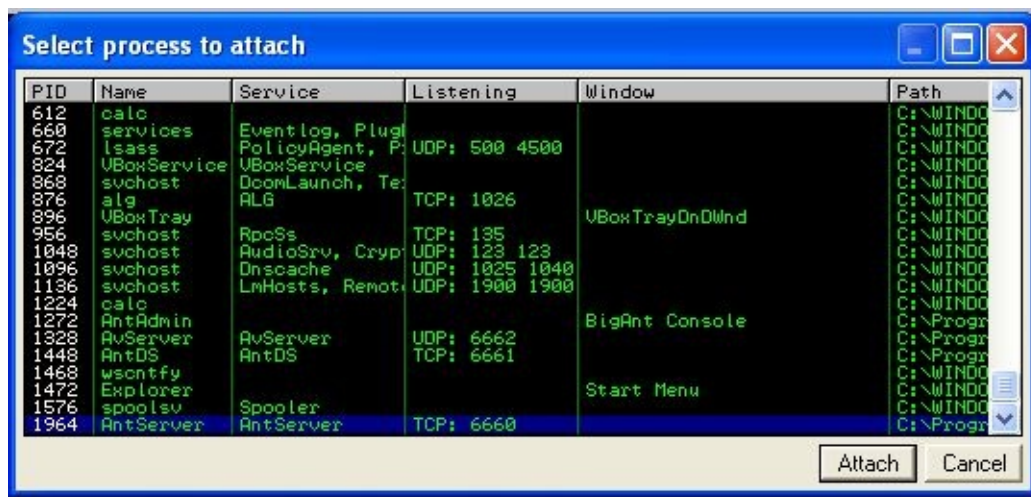 Select process to attach
PID Name Service Listening Window Path
612 calc C:\WINDO
660 services Eventlog, Plugl C:\WINDO
672 lsass PolicyAgent, P: UDP: 500 4500 C:\WINDO
824 VBoxService VBoxService C:\WINDO
868 svchost DcomLaunch, Te: C:\WINDO
876 alg ALG TCP: 1026 C:\WINDO
896 VBoxTray VBoxTrayDnDWnd C:\WINDO
956 svchost RpcSs TCP: 135 C:\WINDO
1048 svchost AudioSrv, Cryp UDP: 123 123 C:\WINDO
1096 svchost Dnscache UDP: 1025 1040 C:\WINDO
1136 svchost LmHosts, Remot UDP: 1900 1900 C:\WINDO
1224 calc C:\WINDO
1272 AntAdmin BigAnt Console C:\Progr
1328 AvServer AvServer UDP: 6662 C:\Progr
1448 AntDS AntDS TCP: 6661 C:\Progr
1468 wscntfy C:\WINDO
1472 Explorer Start Menu C:\WINDO
1576 spoolsv Spooler C:\WINDO
1964 AntServer AntServer TCP: 6660 C:\Progr
Attach Cancel